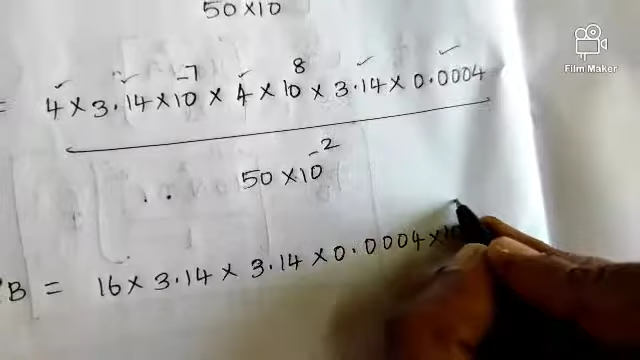 50×10
Film Maker
= 4 × 3.14 × 10⁻⁷ × 4 × 10⁸ × 3.14 × 0.0004
50 × 10⁻²
B = 16 × 3.14 × 3.14 × 0.0004 × 10